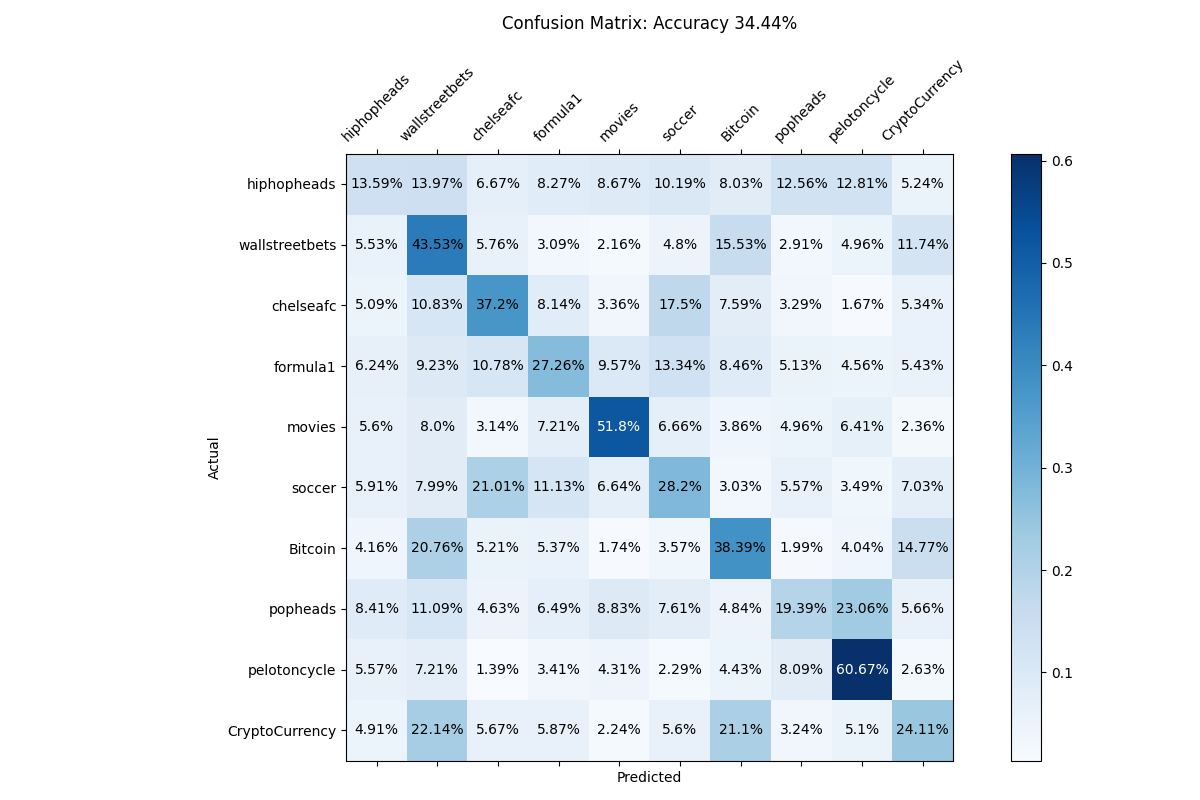 Confusion Matrix: Accuracy 34.44%
hiphopheads wallstreetbets chelseafc formula1 movies soccer Bitcoin popheads pelotoncycle CryptoCurrency
hiphopheads 13.59% 13.97% 6.67% 8.27% 8.67% 10.19% 8.03% 12.56% 12.81% 5.24%
wallstreetbets 5.53% 43.53% 5.76% 3.09% 2.16% 4.8% 15.53% 2.91% 4.96% 11.74%
chelseafc 5.09% 10.83% 37.2% 8.14% 3.36% 17.5% 7.59% 3.29% 1.67% 5.34%
formula1 6.24% 9.23% 10.78% 27.26% 9.57% 13.34% 8.46% 5.13% 4.56% 5.43%
movies 5.6% 8.0% 3.14% 7.21% 51.8% 6.66% 3.86% 4.96% 6.41% 2.36%
soccer 5.91% 7.99% 21.01% 11.13% 6.64% 28.2% 3.03% 5.57% 3.49% 7.03%
Bitcoin 4.16% 20.76% 5.21% 5.37% 1.74% 3.57% 38.39% 1.99% 4.04% 14.77%
popheads 8.41% 11.09% 4.63% 6.49% 8.83% 7.61% 4.84% 19.39% 23.06% 5.66%
pelotoncycle 5.57% 7.21% 1.39% 3.41% 4.31% 2.29% 4.43% 8.09% 60.67% 2.63%
CryptoCurrency 4.91% 22.14% 5.67% 5.87% 2.24% 5.6% 21.1% 3.24% 5.1% 24.11%
Actual
Predicted
0.6
0.5
0.4
0.3
0.2
0.1